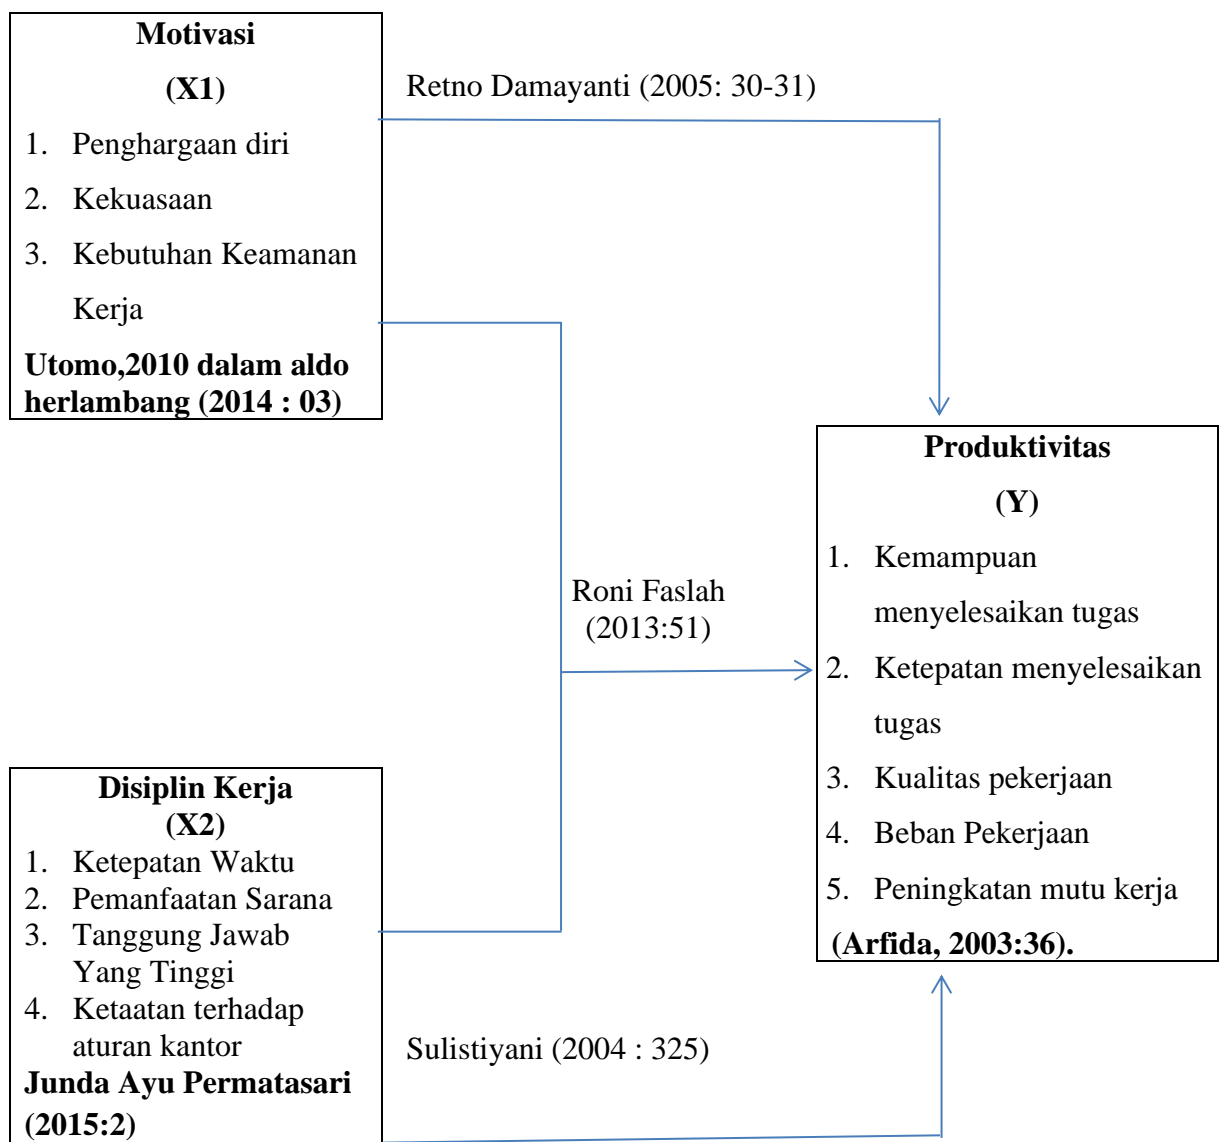 Motivasi
(X1)
1. Penghargaan diri
2. Kekuasaan
3. Kebutuhan Keamanan
Kerja
Utomo,2010 dalam aldo
herlambang (2014 : 03)
Retno Damayanti (2005: 30-31)
Roni Faslah
(2013:51)
Produktivitas
(Y)
1. Kemampuan
menyelesaikan tugas
2. Ketepatan menyelesaikan
tugas
3. Kualitas pekerjaan
4. Beban Pekerjaan
5. Peningkatan mutu kerja
(Arfida, 2003:36).
Disiplin Kerja
(X2)
1. Ketepatan Waktu
2. Pemanfaatan Sarana
3. Tanggung Jawab
Yang Tinggi
4. Ketaatan terhadap
aturan kantor
Junda Ayu Permatasari
(2015:2)
Sulistiyani (2004 : 325)